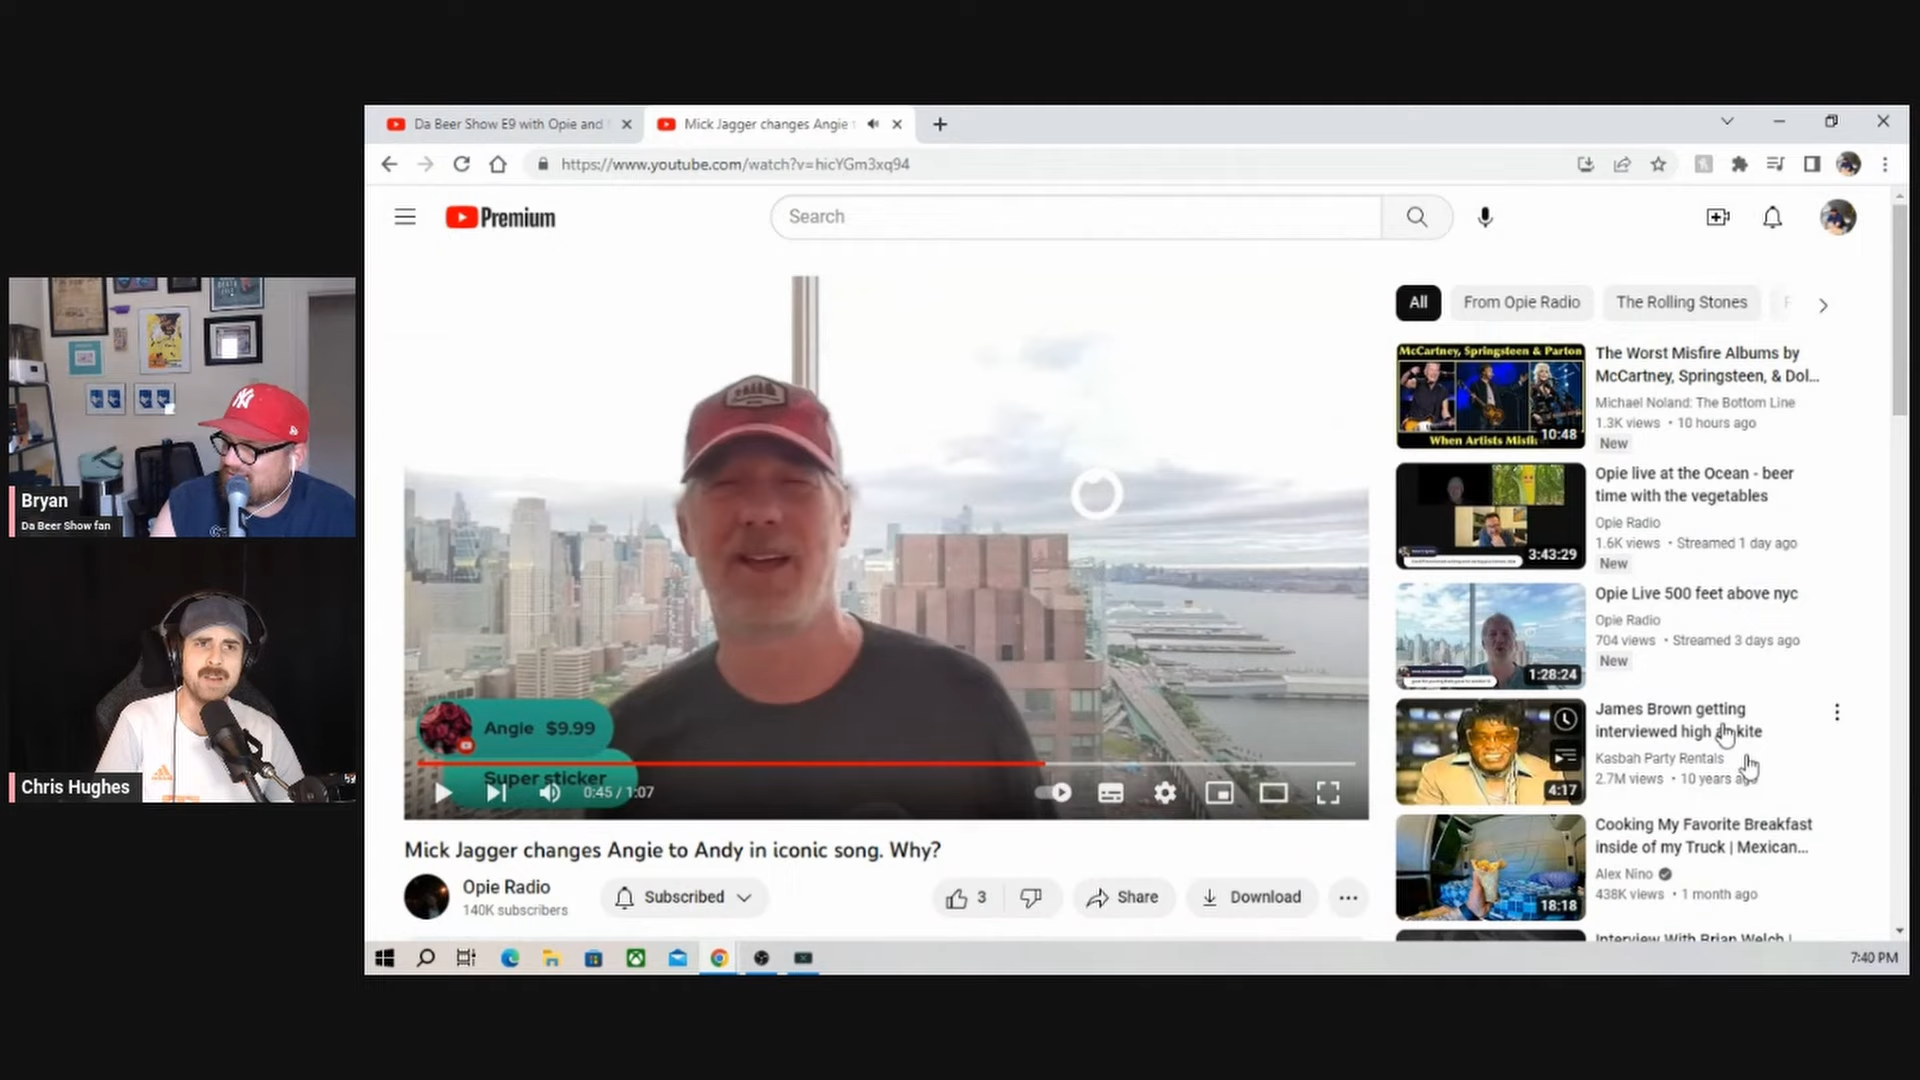 Da Beer Show E9 with Opie and
Mick Jagger changes Angie
https://www.youtube.com/watch?v=hicYGm3xq94
Premium
Search
Bryan
Da Beer Show fan
Chris Hughes
Angie $9.99
Super sticker
0:45 / 1:07
Mick Jagger changes Angie to Andy in iconic song. Why?
Opie Radio
140K subscribers
Subscribed
3
Share
Download
All
From Opie Radio
The Rolling Stones
McCartney, Springsteen & Parton
When Artists Misfi
10:48
The Worst Misfire Albums by
McCartney, Springsteen, & Dol...
Michael Noland: The Bottom Line
1.3K views • 10 hours ago
New
3:43:29
Opie live at the Ocean - beer
time with the vegetables
Opie Radio
1.6K views • Streamed 1 day ago
New
1:28:24
Opie Live 500 feet above nyc
Opie Radio
704 views • Streamed 3 days ago
New
4:17
James Brown getting
interviewed high kite
Kasbah Party Rentals
2.7M views • 10 years
18:18
Cooking My Favorite Breakfast
inside of my Truck | Mexican...
Alex Nino
438K views • 1 month ago
Interview With Brian Welch |
7:40 PM